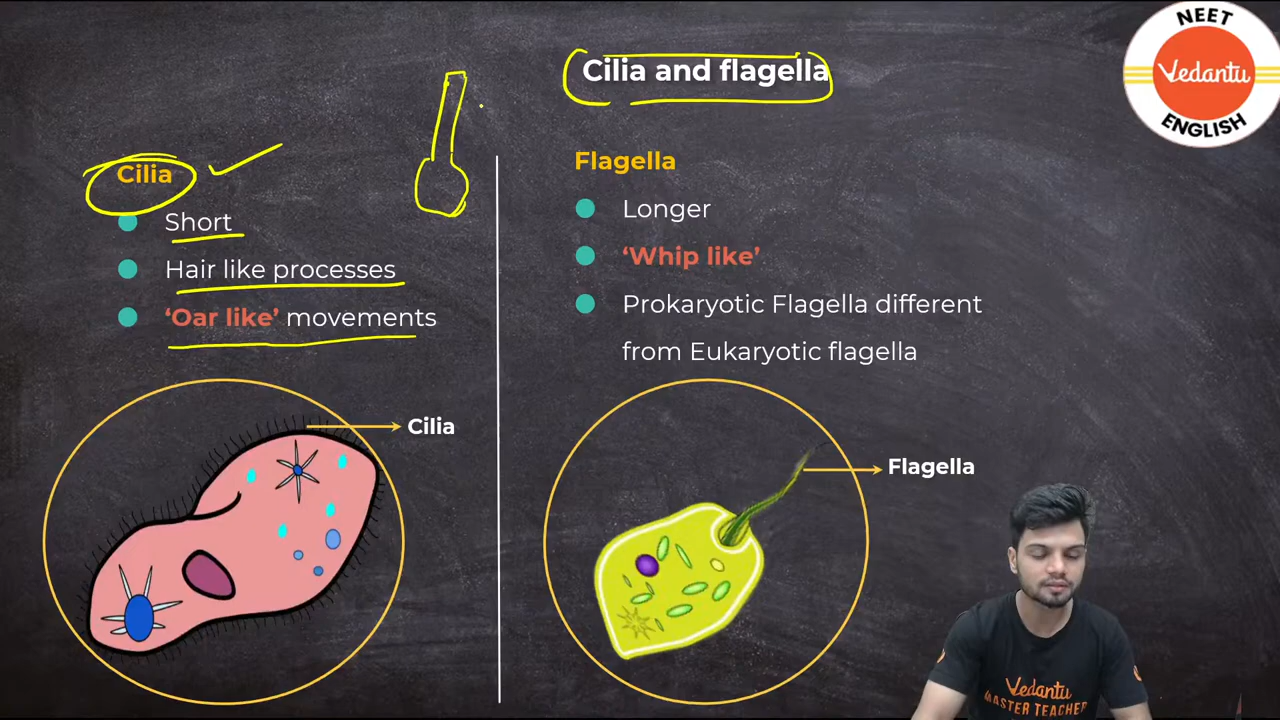 NEET
Vedantu
ENGLISH
Cilia and flagella
Cilia
Short
Hair like processes
‘Oar like’ movements
Flagella
Longer
‘Whip like’
Prokaryotic Flagella different
from Eukaryotic flagella
Cilia
Flagella
Vedantu
MASTER TEACHER